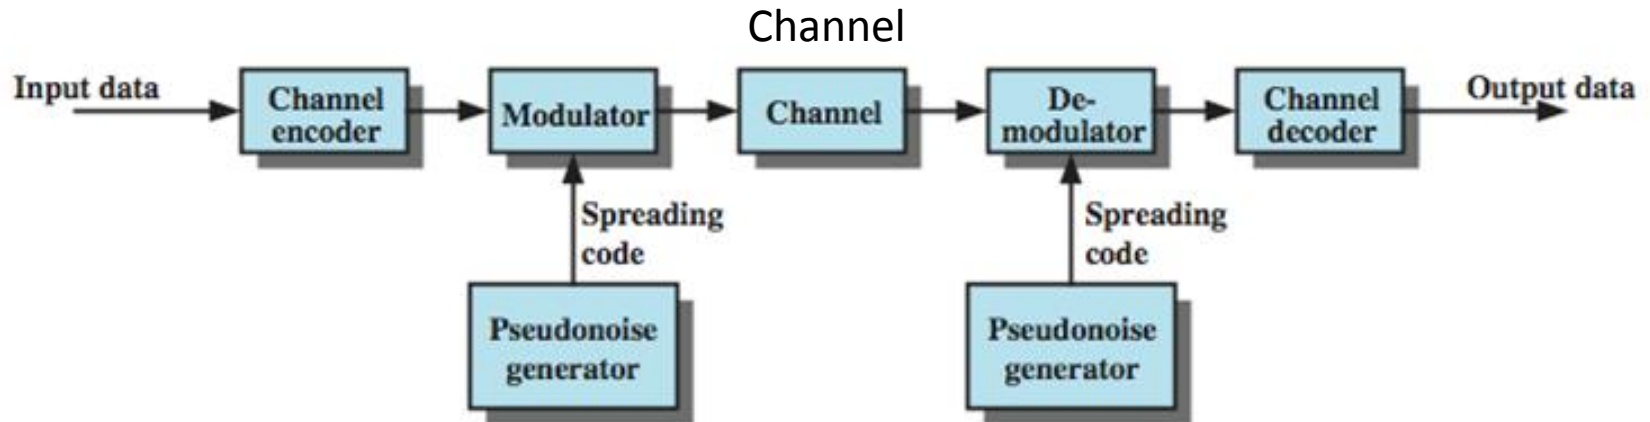 Channel
Input data
Channel
encoder
Modulator
Channel
De-
modulator
Channel
decoder
Output data
Spreading
code
Spreading
code
Pseudonoise
generator
Pseudonoise
generator